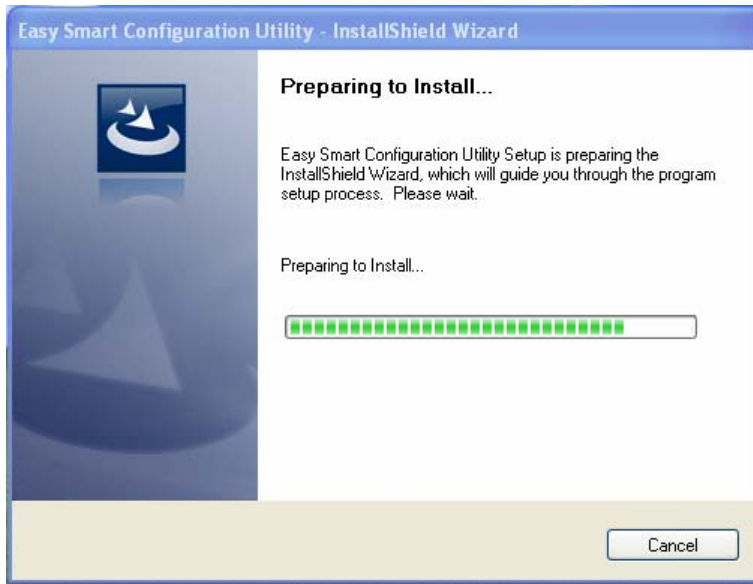 Easy Smart Configuration Utility - InstallShield Wizard
Preparing to Install...
Easy Smart Configuration Utility Setup is preparing the
InstallShield Wizard, which will guide you through the program
setup process. Please wait.
Preparing to Install...
Cancel